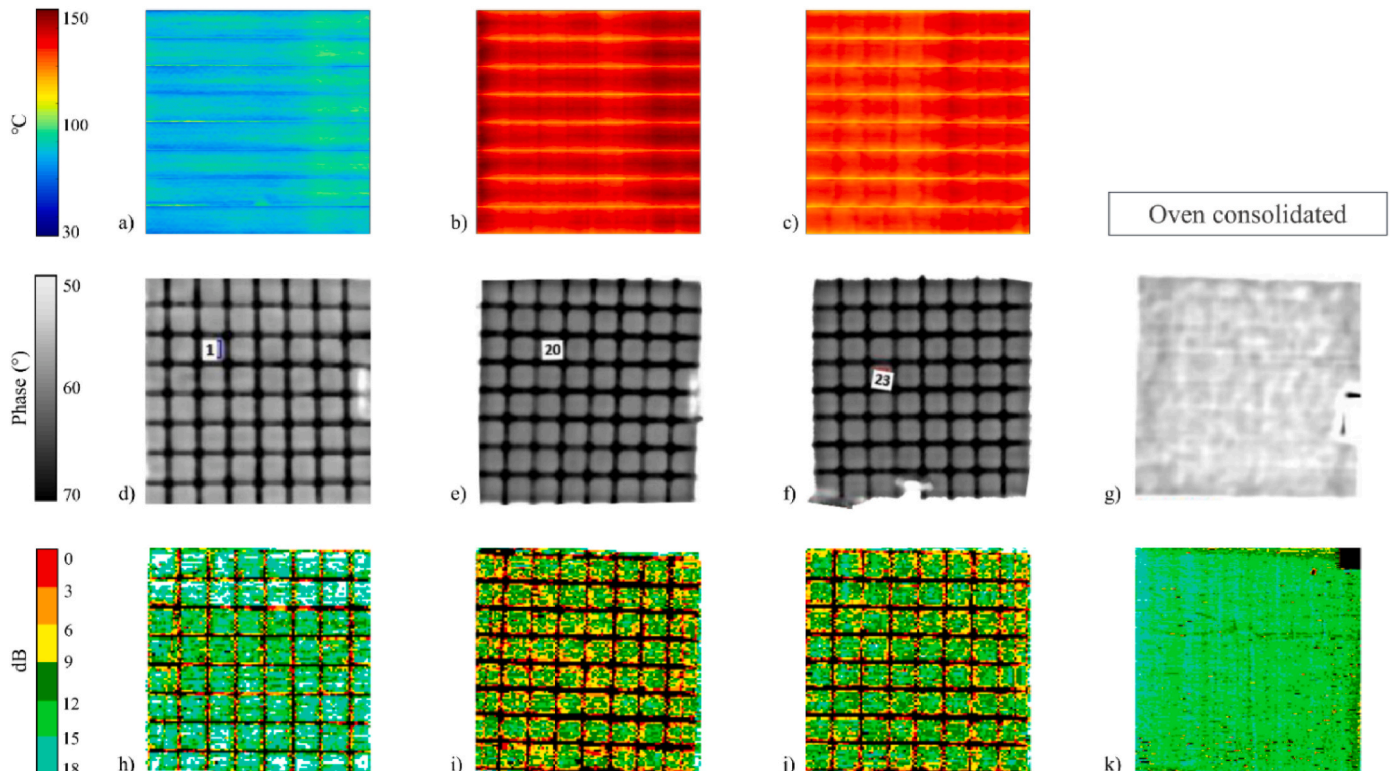 150
°C
100
30
a)
b)
c)
Oven consolidated
50
Phase (°)
60
70
1
20
23
d)
e)
f)
g)
0
3
6
dB
9
12
15
18
h)
i)
j)
k)